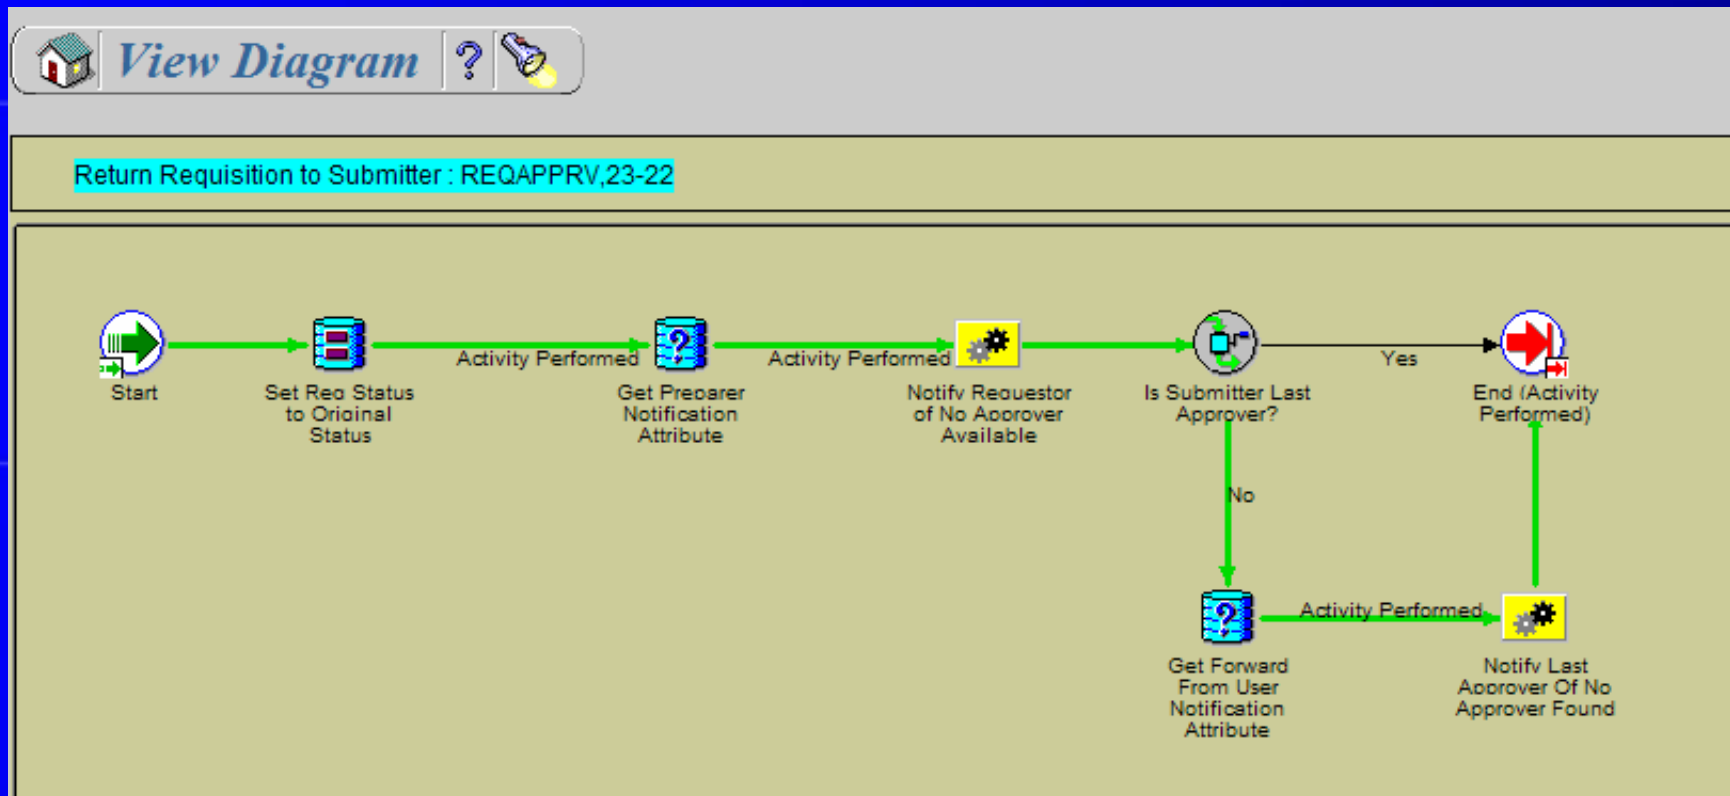 View Diagram ?
Return Requisition to Submitter : REQAPPRV,23-22
Activity Performed
Activity Performed
Yes
Start
Set Req Status
to Original
Status
Get Preparer
Notification
Attribute
Notify Requestor
of No Approver
Available
Is Submitter Last
Approver?
End (Activity
Performed)
No
Activity Performed
Get Forward
From User
Notification
Attribute
Notify Last
Approver Of No
Approver Found